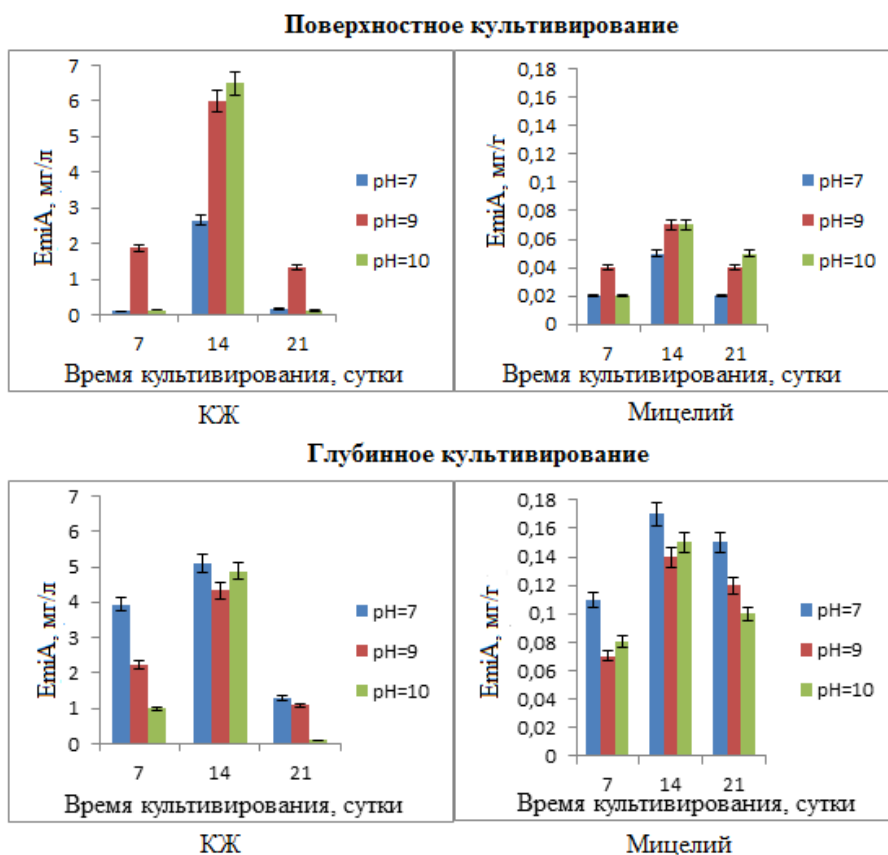 Поверхностное культивирование
7
6
5
4
3
2
1
0
EmiA, мг/л
7 14 21
Время культивирования, сутки
pH=7
pH=9
pH=10
КЖ
0,18
0,16
0,14
0,12
0,1
0,08
0,06
0,04
0,02
0
EmiA, мг/г
7 14 21
Время культивирования, сутки
pH=7
pH=9
pH=10
Мицелий
Глубинное культивирование
7
6
5
4
3
2
1
0
EmiA, мг/л
7 14 21
Время культивирования, сутки
pH=7
pH=9
pH=10
КЖ
0,18
0,16
0,14
0,12
0,1
0,08
0,06
0,04
0,02
0
EmiA, мг/г
7 14 21
Время культивирования, сутки
pH=7
pH=9
pH=10
Мицелий